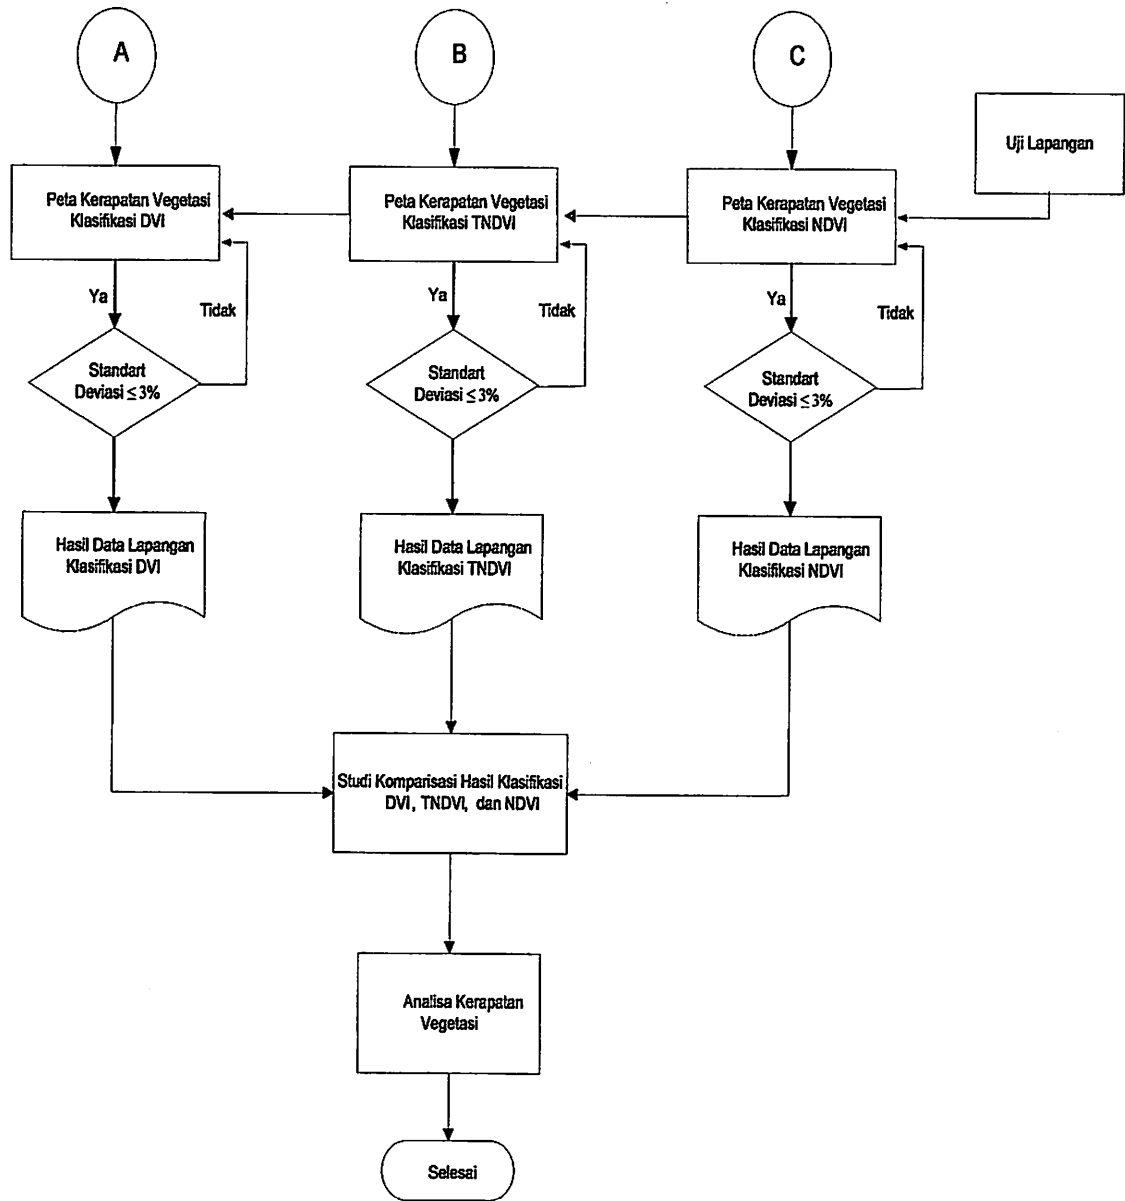 A
B
C
Uji Lapangan
Peta Kerapatan Vegetasi
Klasifikasi DVI
Peta Kerapatan Vegetasi
Klasifikasi TNDVI
Peta Kerapatan Vegetasi
Klasifikasi NDVI
Ya
Tidak
Ya
Tidak
Ya
Tidak
Standart
Deviasi ≤ 3%
Standart
Deviasi ≤ 3%
Standart
Deviasi ≤ 3%
Hasil Data Lapangan
Klasifikasi DVI
Hasil Data Lapangan
Klasifikasi TNDVI
Hasil Data Lapangan
Klasifikasi NDVI
Studi Komparisasi Hasil Klasifikasi
DVI, TNDVI, dan NDVI
Analisa Kerapatan
Vegetasi
Selesai